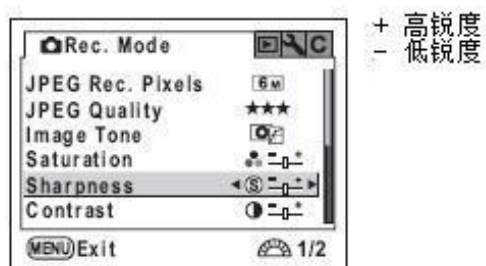 Rec. Mode C
JPEG Rec. Pixels 6M
JPEG Quality ★★★
Image Tone
Saturation
Sharpness S
Contrast
MENU Exit 1/2
+ 高锐度
- 低锐度